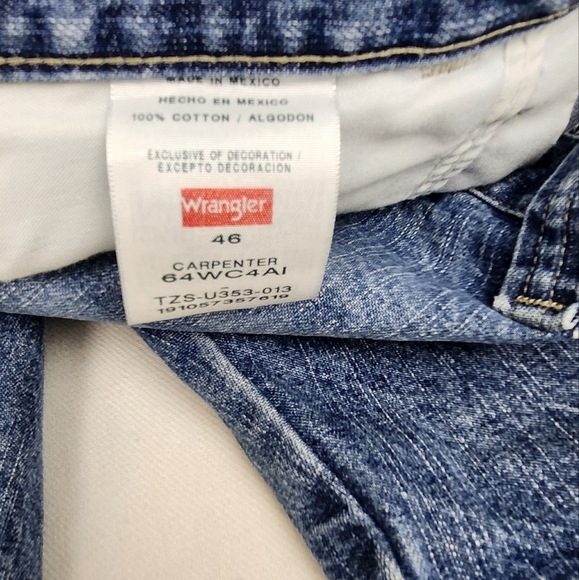 MADE IN MEXICO
HECHO EN MEXICO
100% COTTON / ALGODON
EXCLUSIVE OF DECORATION /
EXCEPTO DECORACION
Wrangler
46
CARPENTER
64WC4AI
TZS-U353-013
191057357619